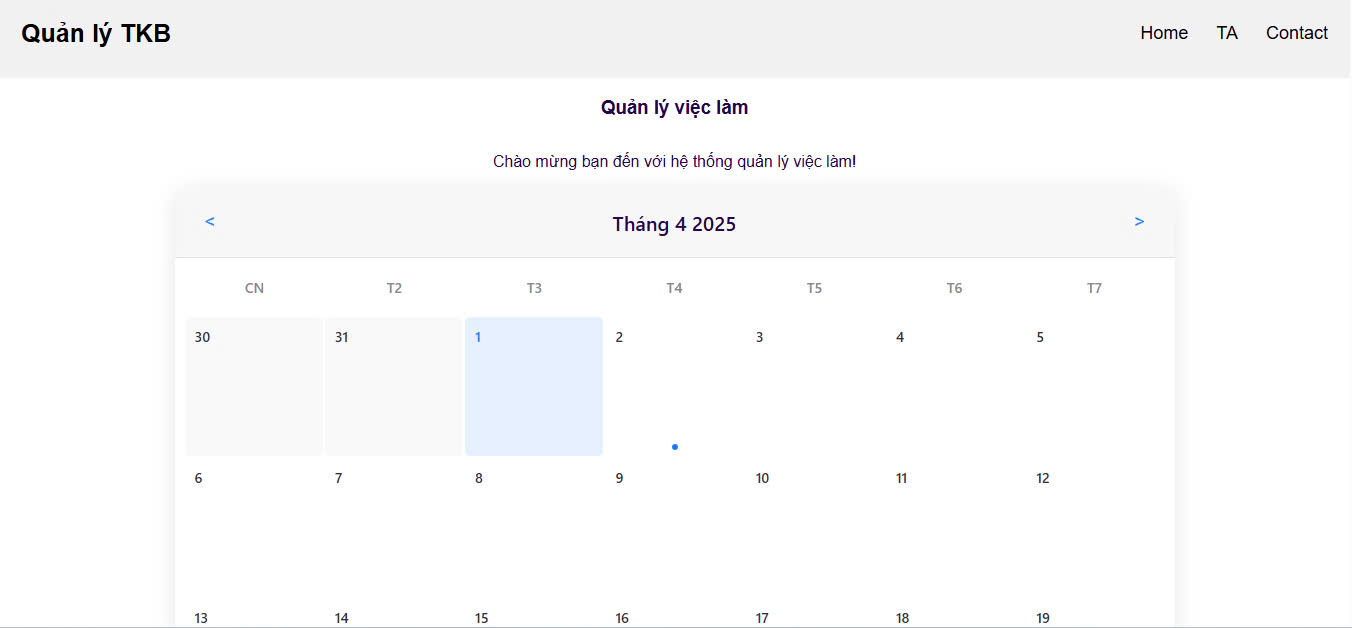 Quản lý TKB Home TA Contact
Quản lý việc làm
Chào mừng bạn đến với hệ thống quản lý việc làm!
< Tháng 4 2025 >
CN T2 T3 T4 T5 T6 T7
30 31 1 2 3 4 5
6 7 8 9 10 11 12
13 14 15 16 17 18 19